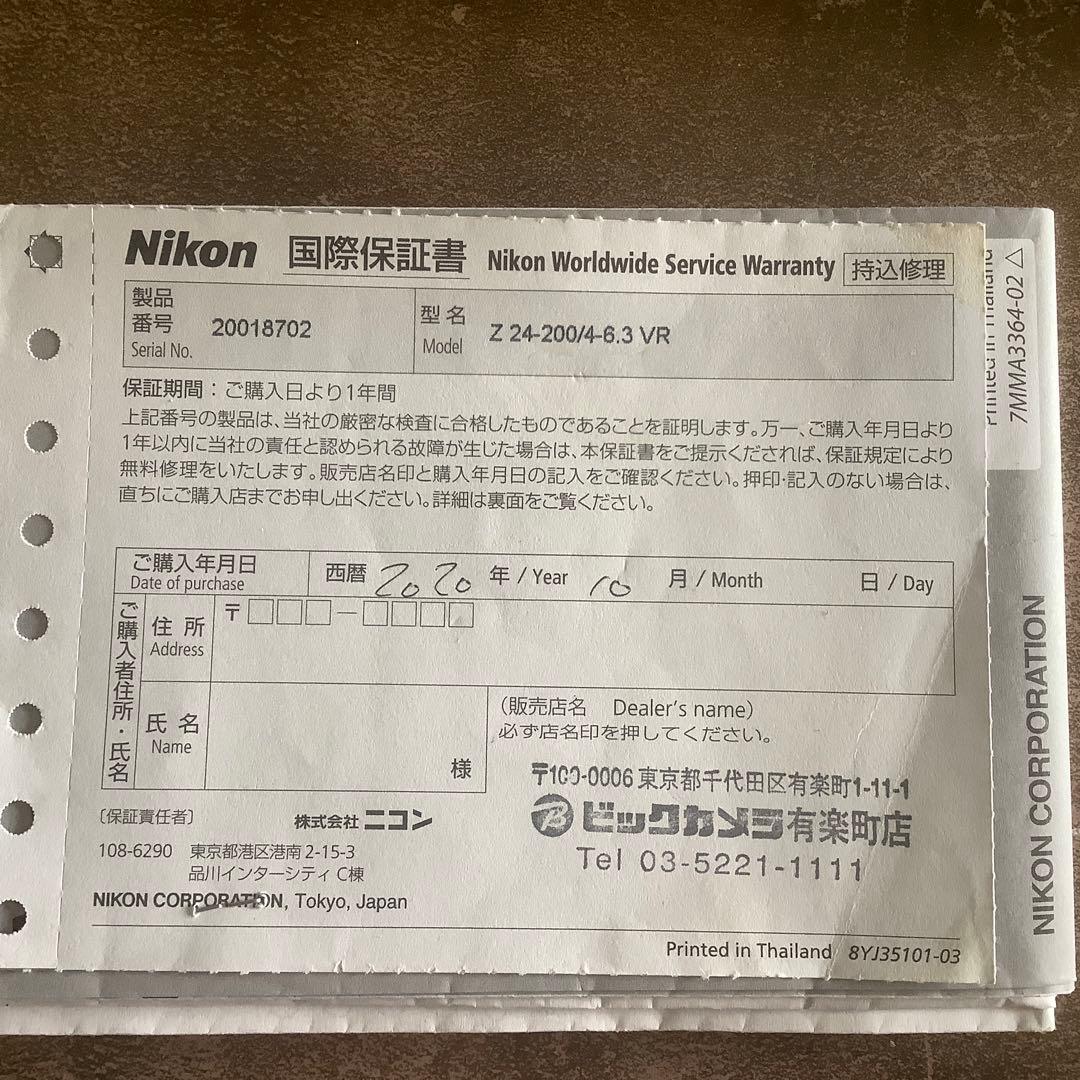 Nikon 国際保証書 Nikon Worldwide Service Warranty 持込修理
製品
番号 20018702
Serial No.
型名 Z 24-200/4-6.3 VR
Model
保証期間：ご購入日より1年間
上記番号の製品は、当社の厳密な検査に合格したものであることを証明します。万一、ご購入年月日より
1年以内に当社の責任と認められる故障が生じた場合は、本保証書をご提示くだされば、保証規定により
無料修理をいたします。販売店名印と購入年月日の記入をご確認ください。押印・記入のない場合は、
直ちにご購入店までお申し出ください。詳細は裏面をご覧ください。
ご購入年月日 西暦 2020 年 / Year 10 月 / Month 日 / Day
Date of purchase
ご購入者住所・氏名
住所 〒 —
Address
氏名
Name
様
（販売店名 Dealer's name）
必ず店名印を押してください。
〒100-0006 東京都千代田区有楽町1-11-1
ビックカメラ有楽町店
Tel 03-5221-1111
〔保証責任者〕 株式会社 ニコン
108-6290 東京都港区港南 2-15-3
品川インターシティ C棟
NIKON CORPORATION, Tokyo, Japan
Printed in Thailand 8YJ35101-03
Printed in Thailand
7MMA3364-02 △
NIKON CORPORATION